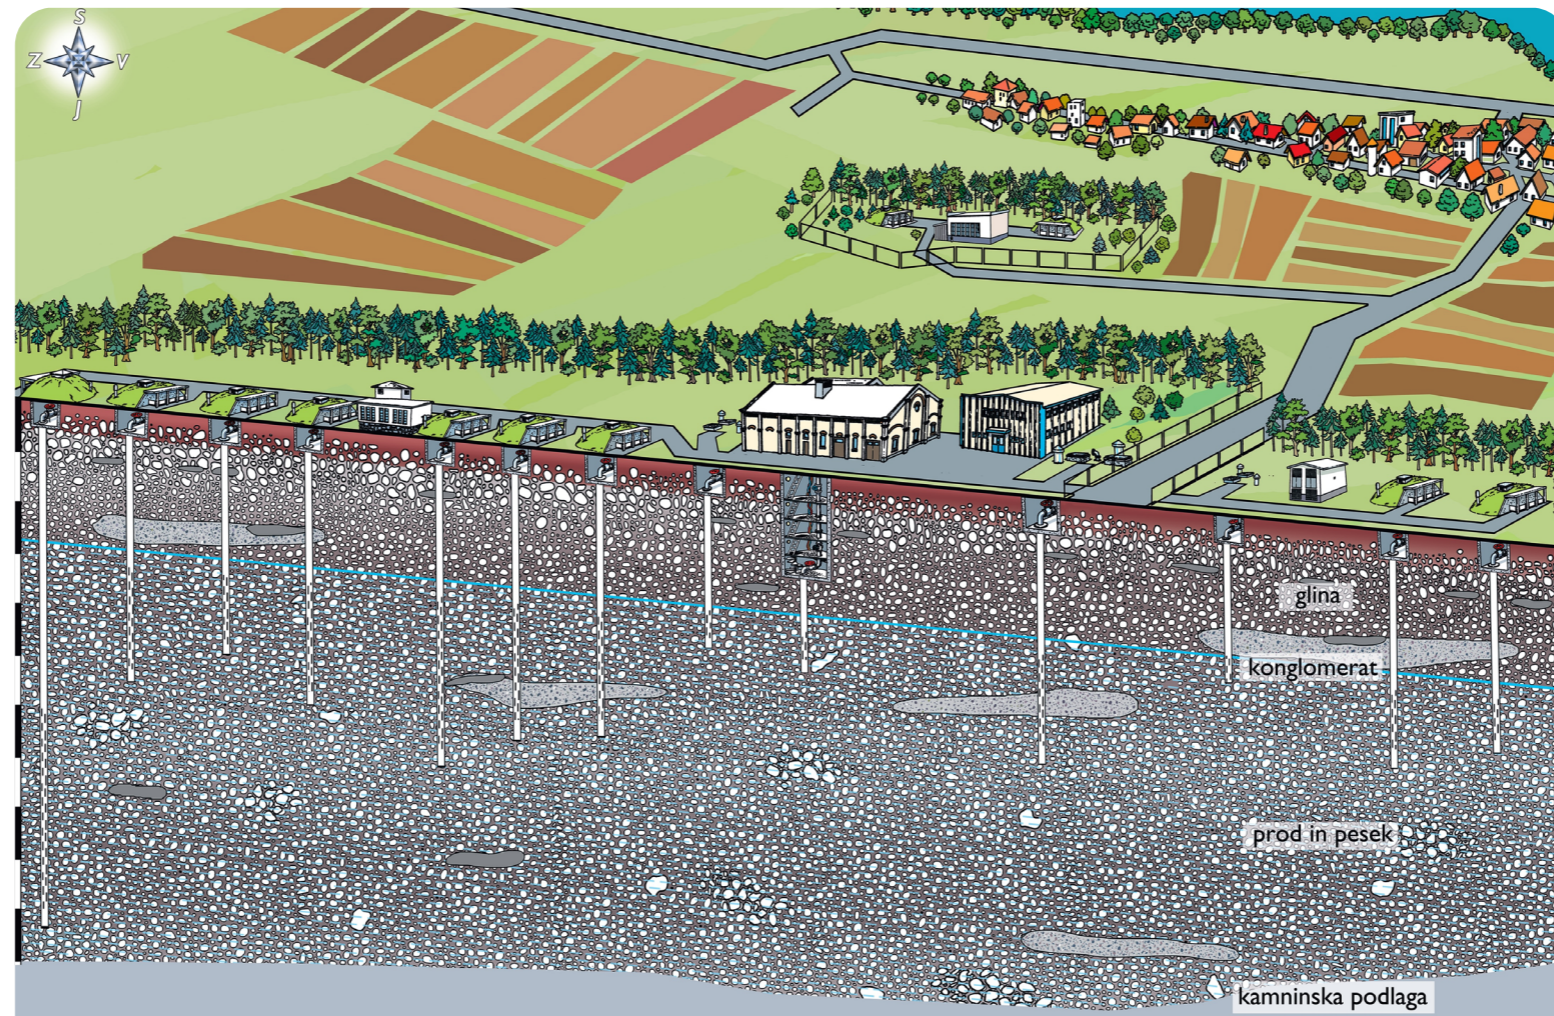 S
Z V
J
glina
konglomerat
prod in pesek
kamninska podlaga